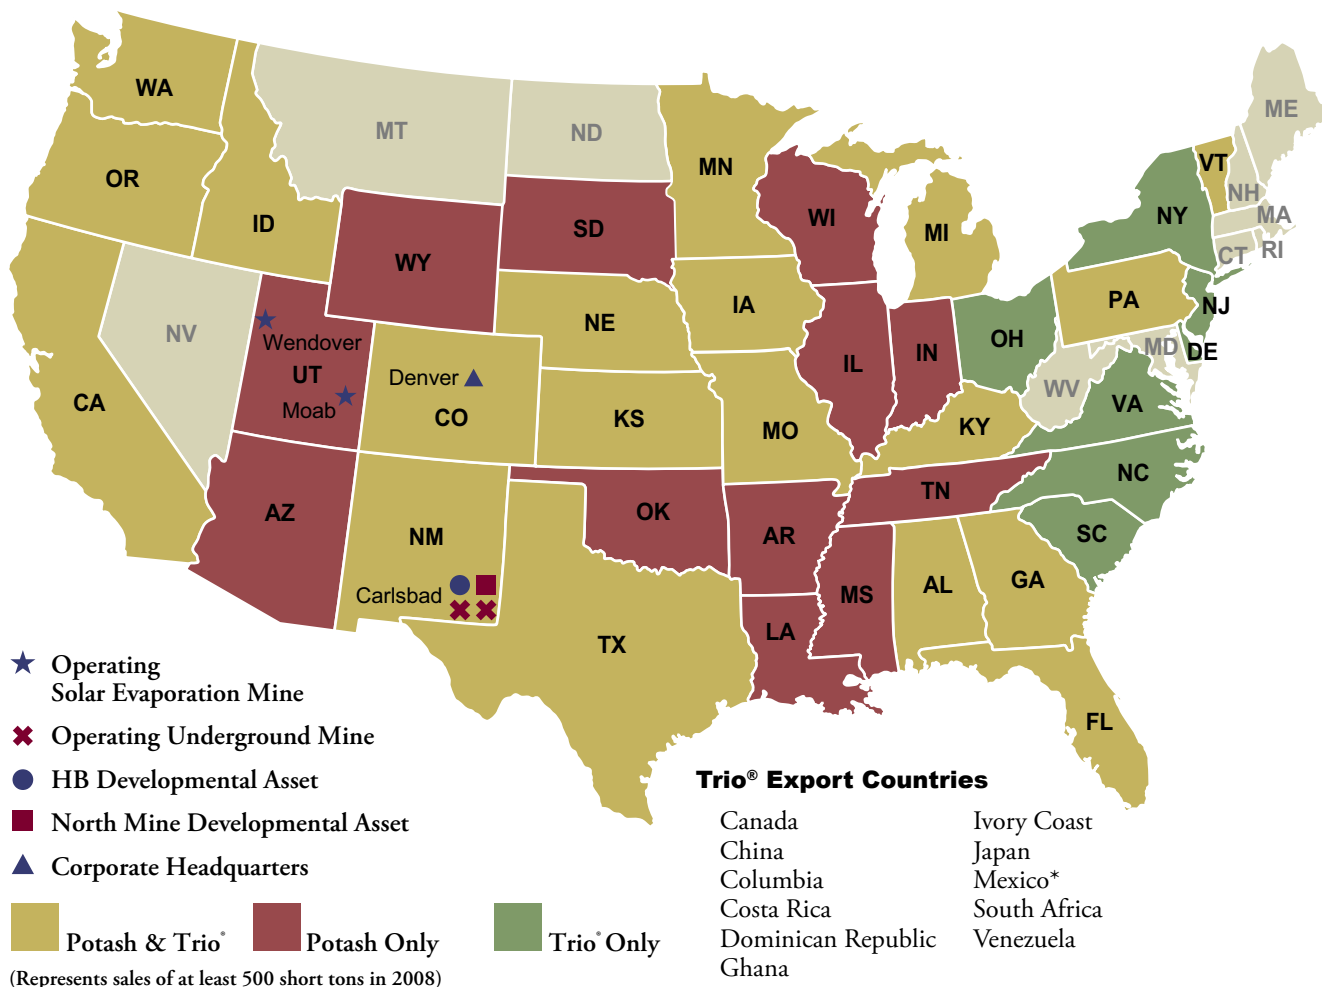 WA
MT
ND
MN
ME
VT
NH
OR
ID
SD
WI
MI
NY
MA
CT
RI
WY
NV
NE
IA
PA
NJ
OH
MD
DE
Wendover
UT
Moab
Denver
CO
KS
MO
IL
IN
WV
VA
KY
CA
AZ
NM
OK
AR
TN
NC
SC
Carlsbad
MS
AL
GA
TX
LA
FL
Operating
Solar Evaporation Mine
Operating Underground Mine
HB Developmental Asset
North Mine Developmental Asset
Corporate Headquarters
Potash & Trio®
Potash Only
Trio® Only
(Represents sales of at least 500 short tons in 2008)
Trio® Export Countries
Canada
China
Columbia
Costa Rica
Dominican Republic
Ghana
Ivory Coast
Japan
Mexico*
South Africa
Venezuela